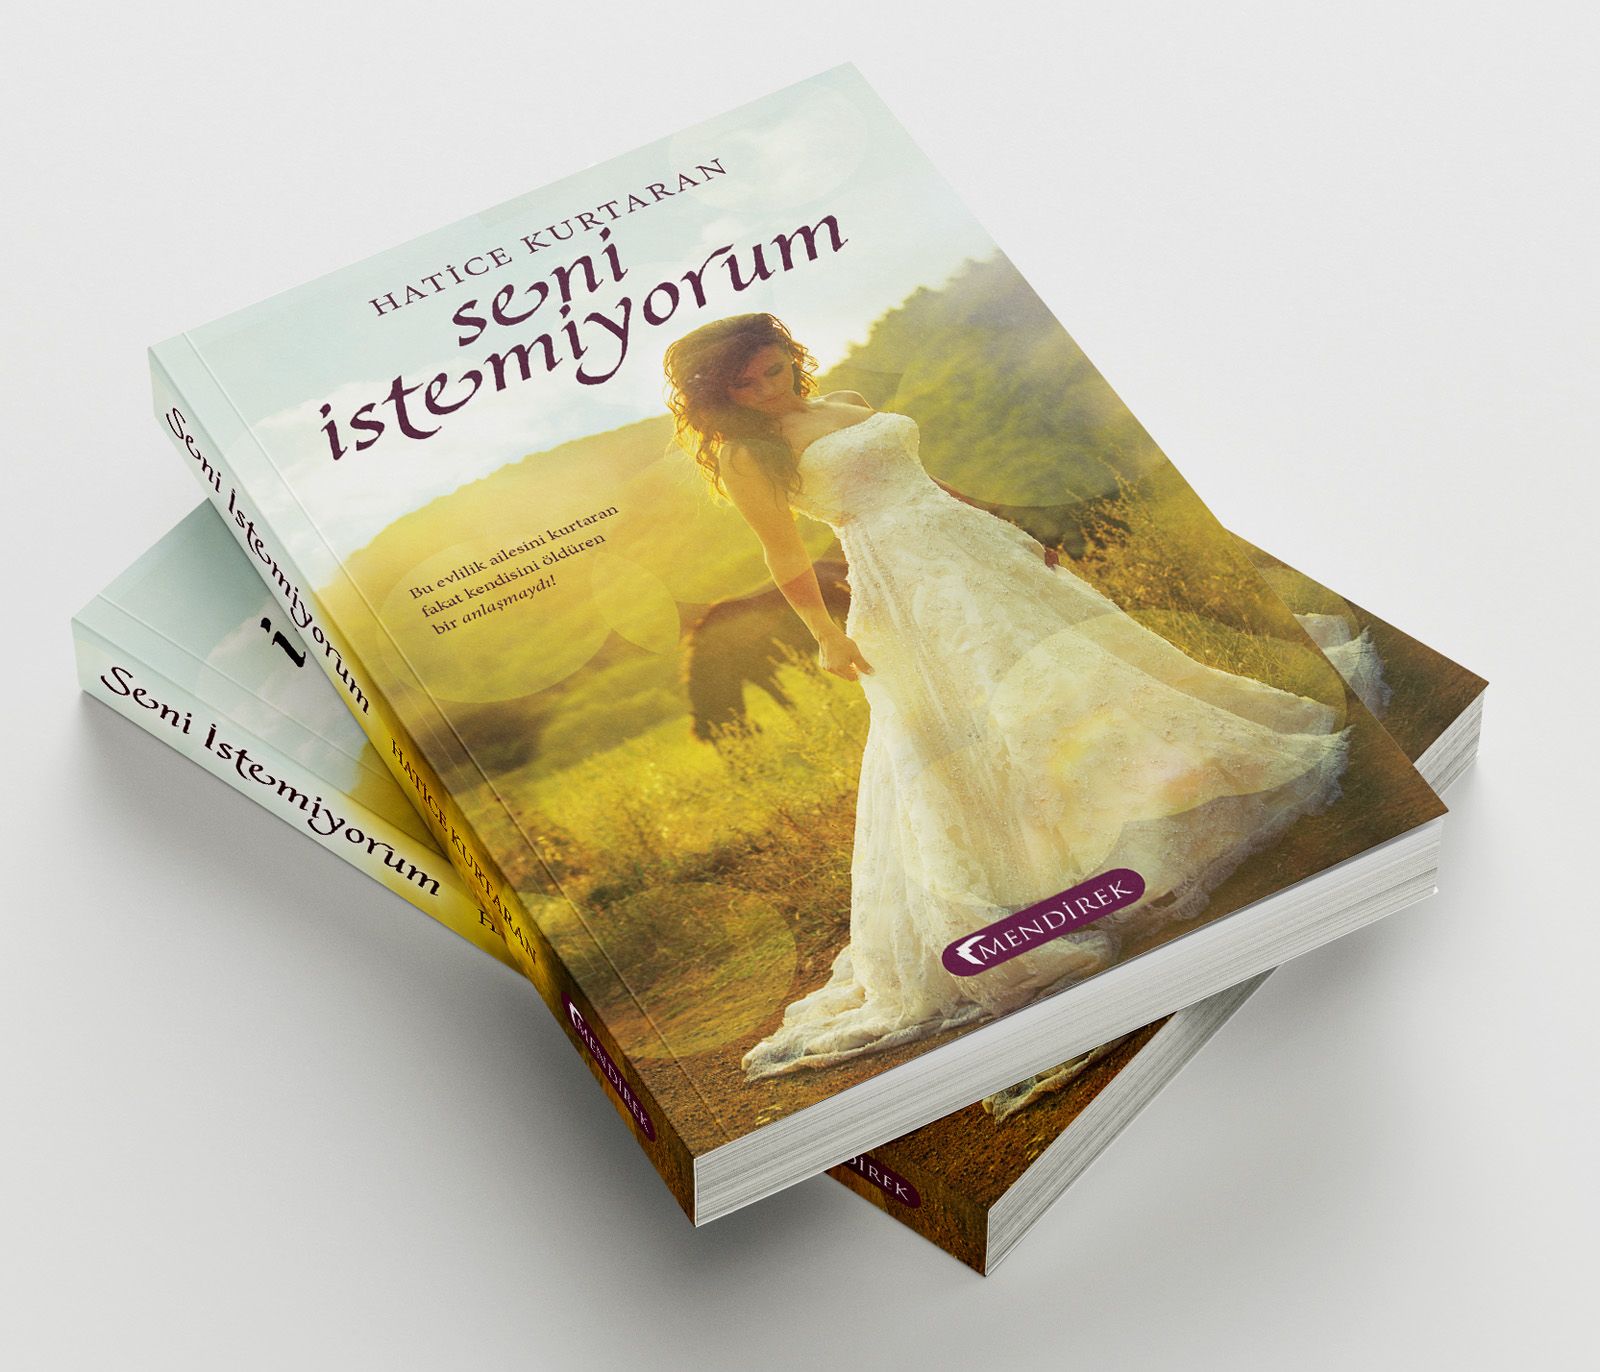 HATİCE KURTARAN
seni
istemiyorum
Bu evlilik ailesini kurtaran
fakat kendisini öldüren
bir anlaşmaydı!
MENDİREK
Seni İstemiyorum
HATİCE KURTARAN
MENDİREK
Seni İstemiyorum
H
DİREK